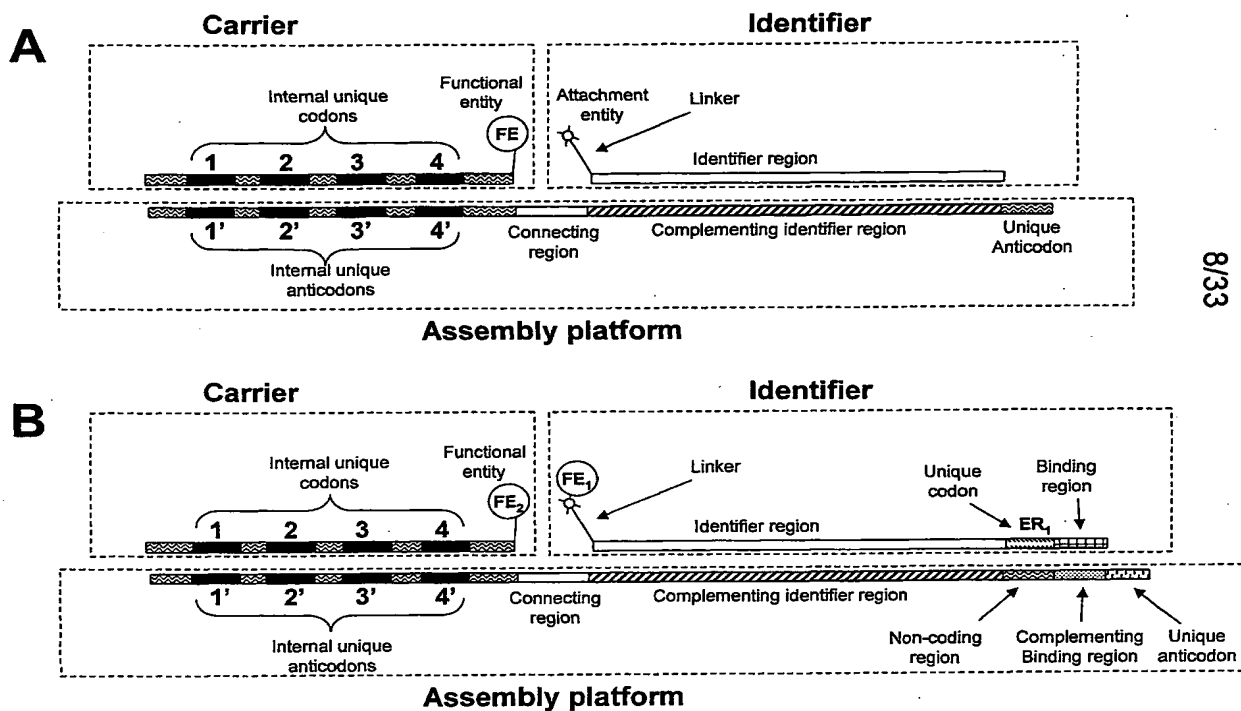 A
Carrier
Identifier
Internal unique
codons
Functional
entity
FE
Attachment
entity
Linker
1 2 3 4
Identifier region
1' 2' 3' 4'
Internal unique
anticodons
Connecting
region
Complementing identifier region
Unique
Anticodon
Assembly platform
8/33
B
Carrier
Identifier
Internal unique
codons
Functional
entity
FE2
FE1
Linker
Unique
codon
Binding
region
1 2 3 4
Identifier region
ER1
1' 2' 3' 4'
Internal unique
anticodons
Connecting
region
Complementing identifier region
Non-coding
region
Complementing
Binding region
Unique
anticodon
Assembly platform